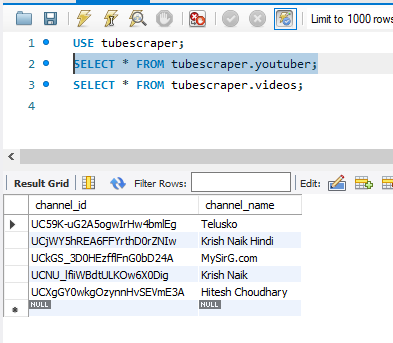 Limit to 1000 rows
1 USE tubescraper;
2 SELECT * FROM tubescraper.youtuber;
3 SELECT * FROM tubescraper.videos;
4
Result Grid Filter Rows: Edit:
channel_id channel_name
UC59K-uG2A5ogwIrHw4bmlEg Telusko
UCjWY5hREA6FFYrthD0rZNIw Krish Naik Hindi
UCkGS_3D0HEzfflFnG0bD24A MySirG.com
UCNU_lfiiWBdtULKOw6X0Dig Krish Naik
UCXgGY0wkgOzynnHvSEVmE3A Hitesh Choudhary
NULL NULL